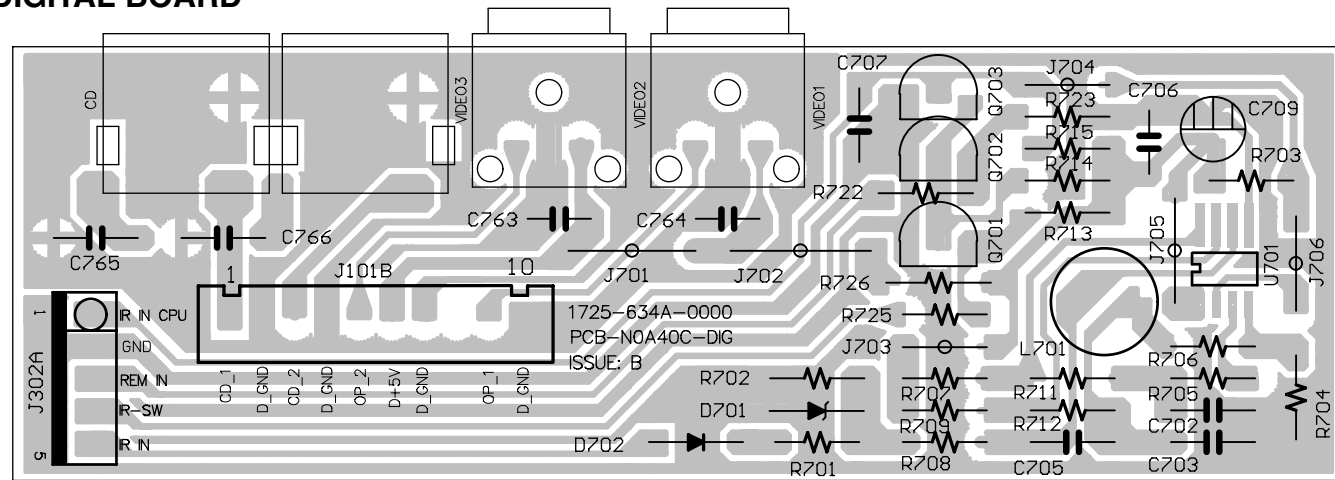 DIGITAL BOARD
CD
VIDEO3
VIDEO2
VIDEO1
C707
Q703
J704
C706
C709
R723
R715
Q702
R714
R703
R722
C763
C764
R713
Q701
J705
J706
U701
C765
C766
J701
J702
R726
1
J101B
10
1725-634A-0000
PCB-N0A40C-DIG
ISSUE: B
R725
J703
L701
R706
J302A
1
IR IN CPU
GND
REM IN
IR-SW
IR IN
5
CD_1
D_GND
CD_2
D_GND
OP_2
D+5V
D_GND
OP_1
D_GND
R702
R707
R711
R705
R704
D701
R709
R712
C702
D702
R701
R708
C705
C703